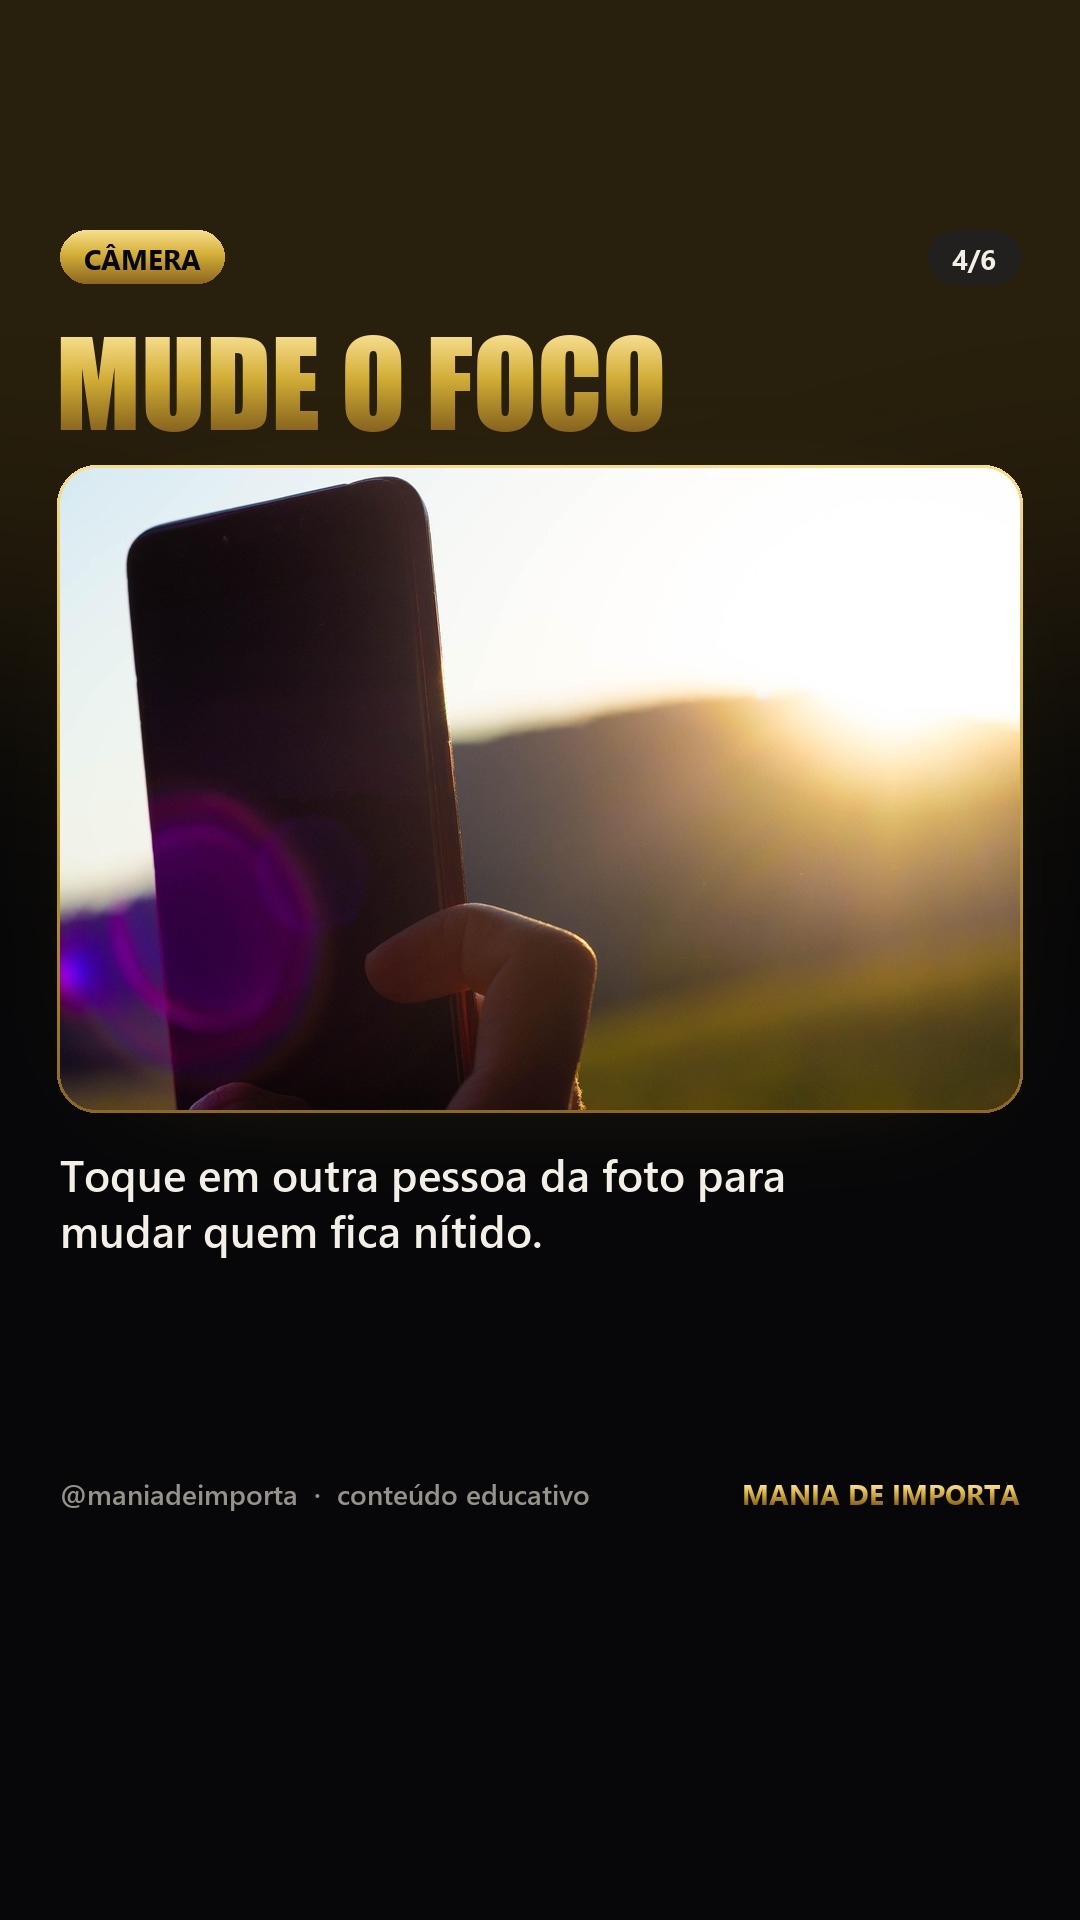 CÂMERA
4/6
MUDE O FOCO
Toque em outra pessoa da foto para
mudar quem fica nítido.
@maniadeimporta · conteúdo educativo
MANIA DE IMPORTA